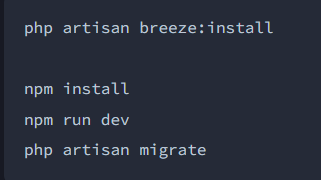 php artisan breeze:install
npm install
npm run dev
php artisan migrate